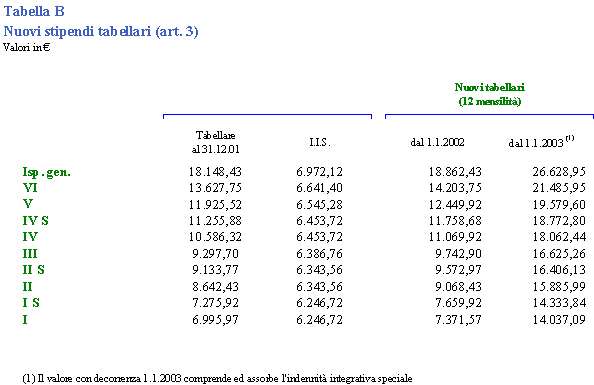 Tabella B
Nuovi stipendi tabellari (art. 3)
Valori in €
Nuovi tabellari
(12 mensilità)
Tabellare
al 31.12.01 I.I.S. dal 1.1.2002 dal 1.1.2003 (1)
Isp. gen. 18.148,43 6.972,12 18.862,43 26.628,95
VI 13.627,75 6.641,40 14.203,75 21.485,95
V 11.925,52 6.545,28 12.449,92 19.579,60
IV S 11.255,88 6.453,72 11.758,68 18.772,80
IV 10.586,32 6.453,72 11.069,92 18.062,44
III 9.297,70 6.386,76 9.742,90 16.625,26
II S 9.133,77 6.343,56 9.572,97 16.406,13
II 8.642,43 6.343,56 9.068,43 15.885,99
I S 7.275,92 6.246,72 7.659,92 14.333,84
I 6.995,97 6.246,72 7.371,57 14.037,09
(1) Il valore con decorrenza 1.1.2003 comprende ed assorbe l'indennità integrativa speciale